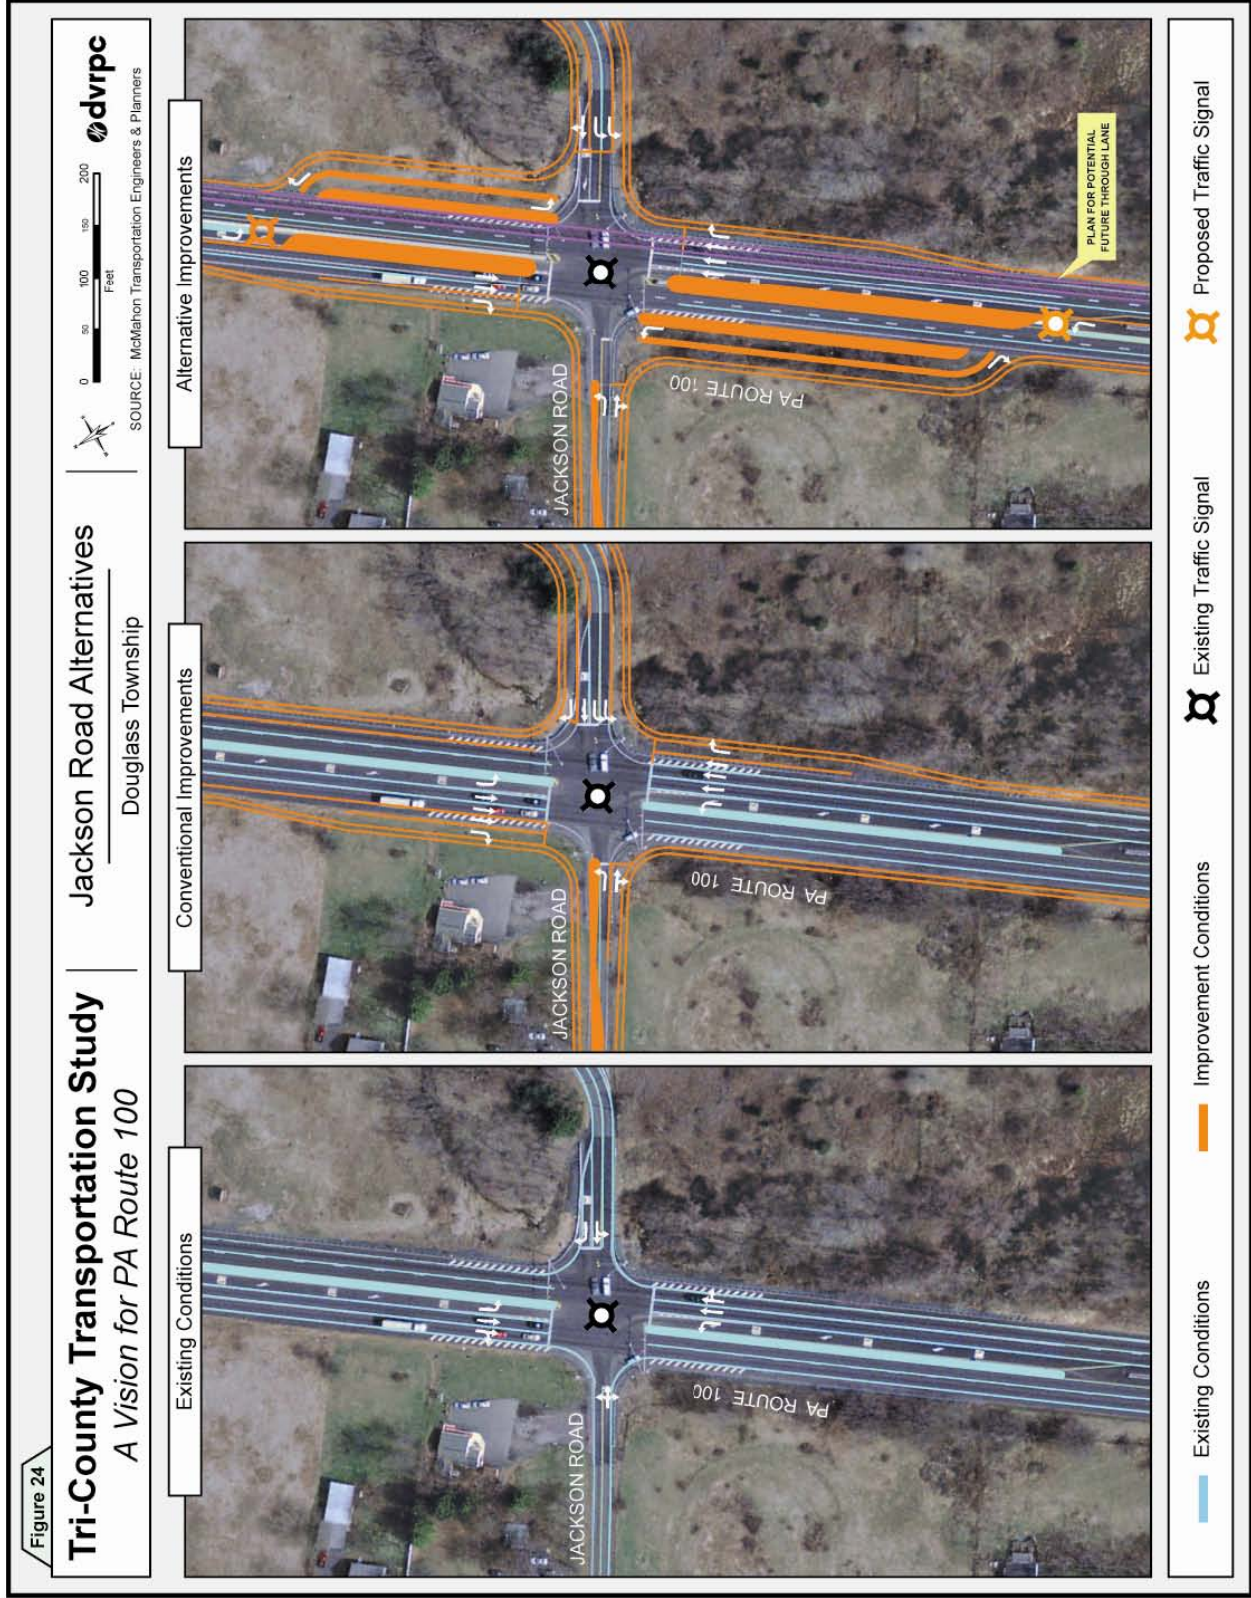 Figure 24
Tri-County Transportation Study
A Vision for PA Route 100
Jackson Road Alternatives
Douglass Township
0 50 100 150 200
Feet
dvrpc
SOURCE: McMahon Transportation Engineers & Planners
Existing Conditions
JACKSON ROAD
PA ROUTE 100
Conventional Improvements
JACKSON ROAD
PA ROUTE 100
Alternative Improvements
JACKSON ROAD
PA ROUTE 100
PLAN FOR POTENTIAL
FUTURE THROUGH LANE
Existing Conditions
Improvement Conditions
Existing Traffic Signal
Proposed Traffic Signal